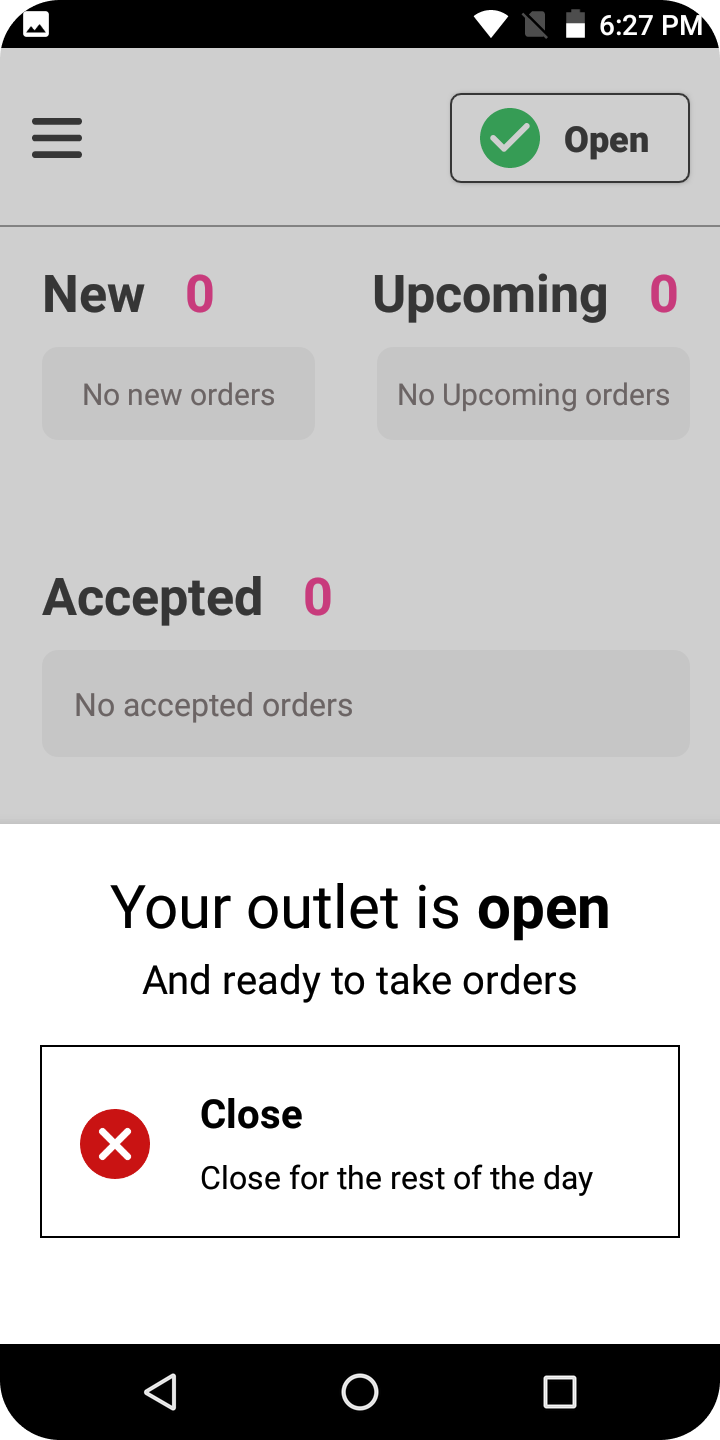 6:27 PM
Open
New 0
Upcoming 0
No new orders
No Upcoming orders
Accepted 0
No accepted orders
Your outlet is open
And ready to take orders
Close
Close for the rest of the day